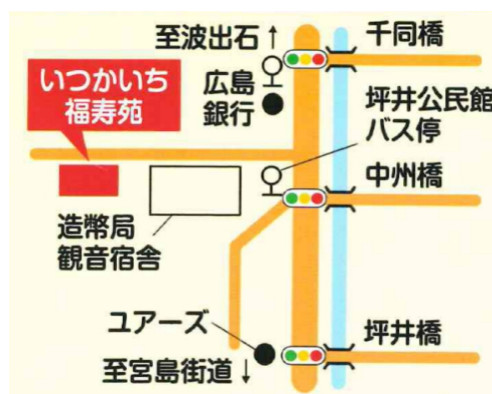 至波出石↑
千同橋
広島
銀行
いつかいち
福寿苑
坪井公民館
バス停
中州橋
造幣局
観音宿舎
ユアーズ
坪井橋
至宮島街道↓